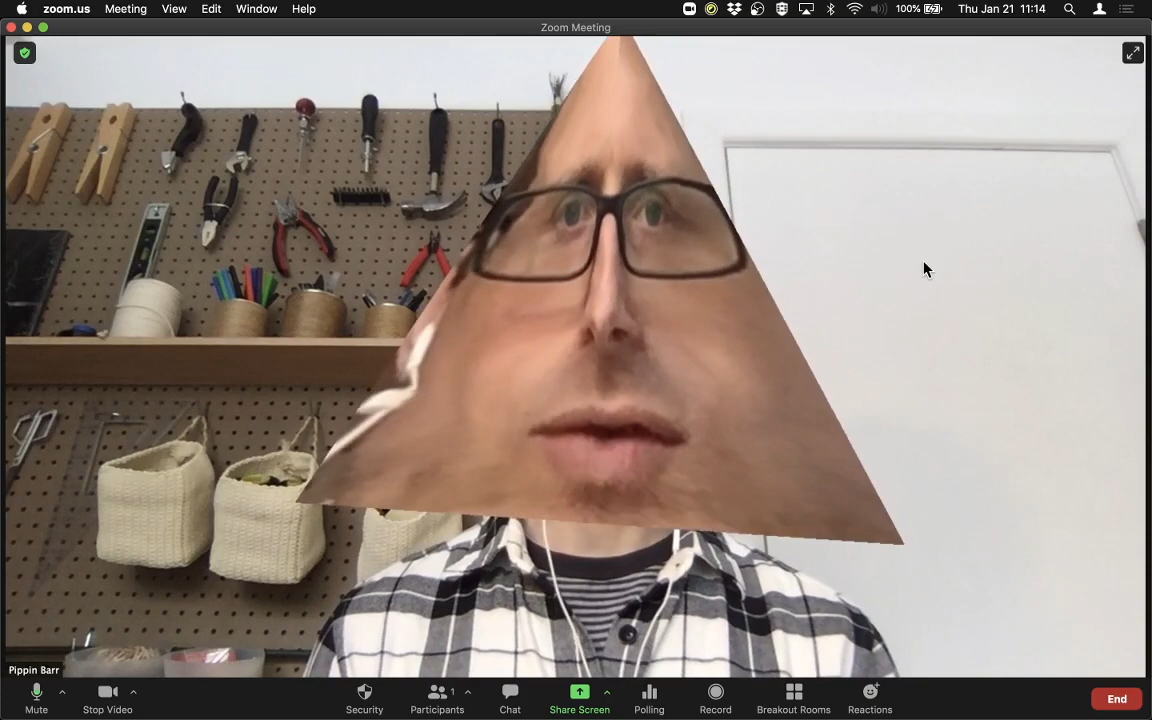 zoom.us Meeting View Edit Window Help 100% Thu Jan 21 11:14
Zoom Meeting
Pippin Barr
Mute Stop Video Security Participants 1 Chat Share Screen Polling Record Breakout Rooms Reactions End